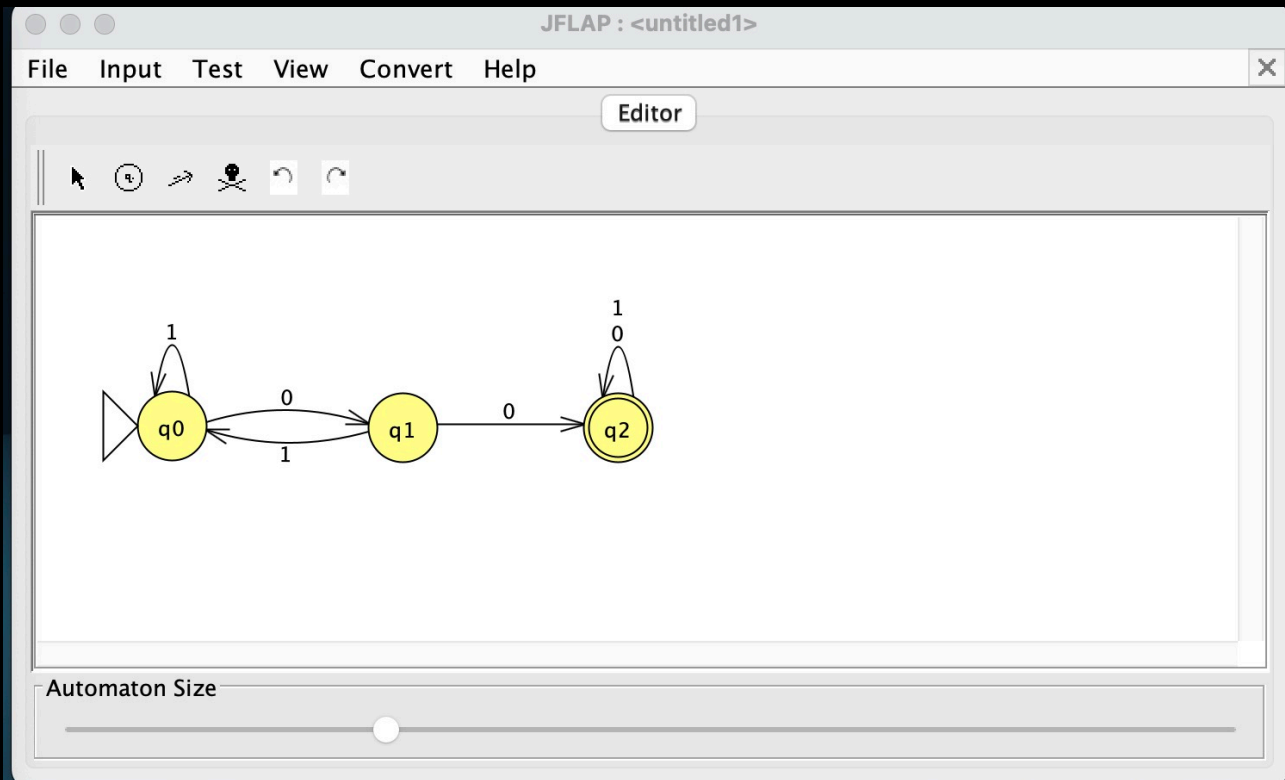 JFLAP : <untitled1>
File Input Test View Convert Help
Editor
1
0
1
0
1
0
q0
q1
q2
Automaton Size